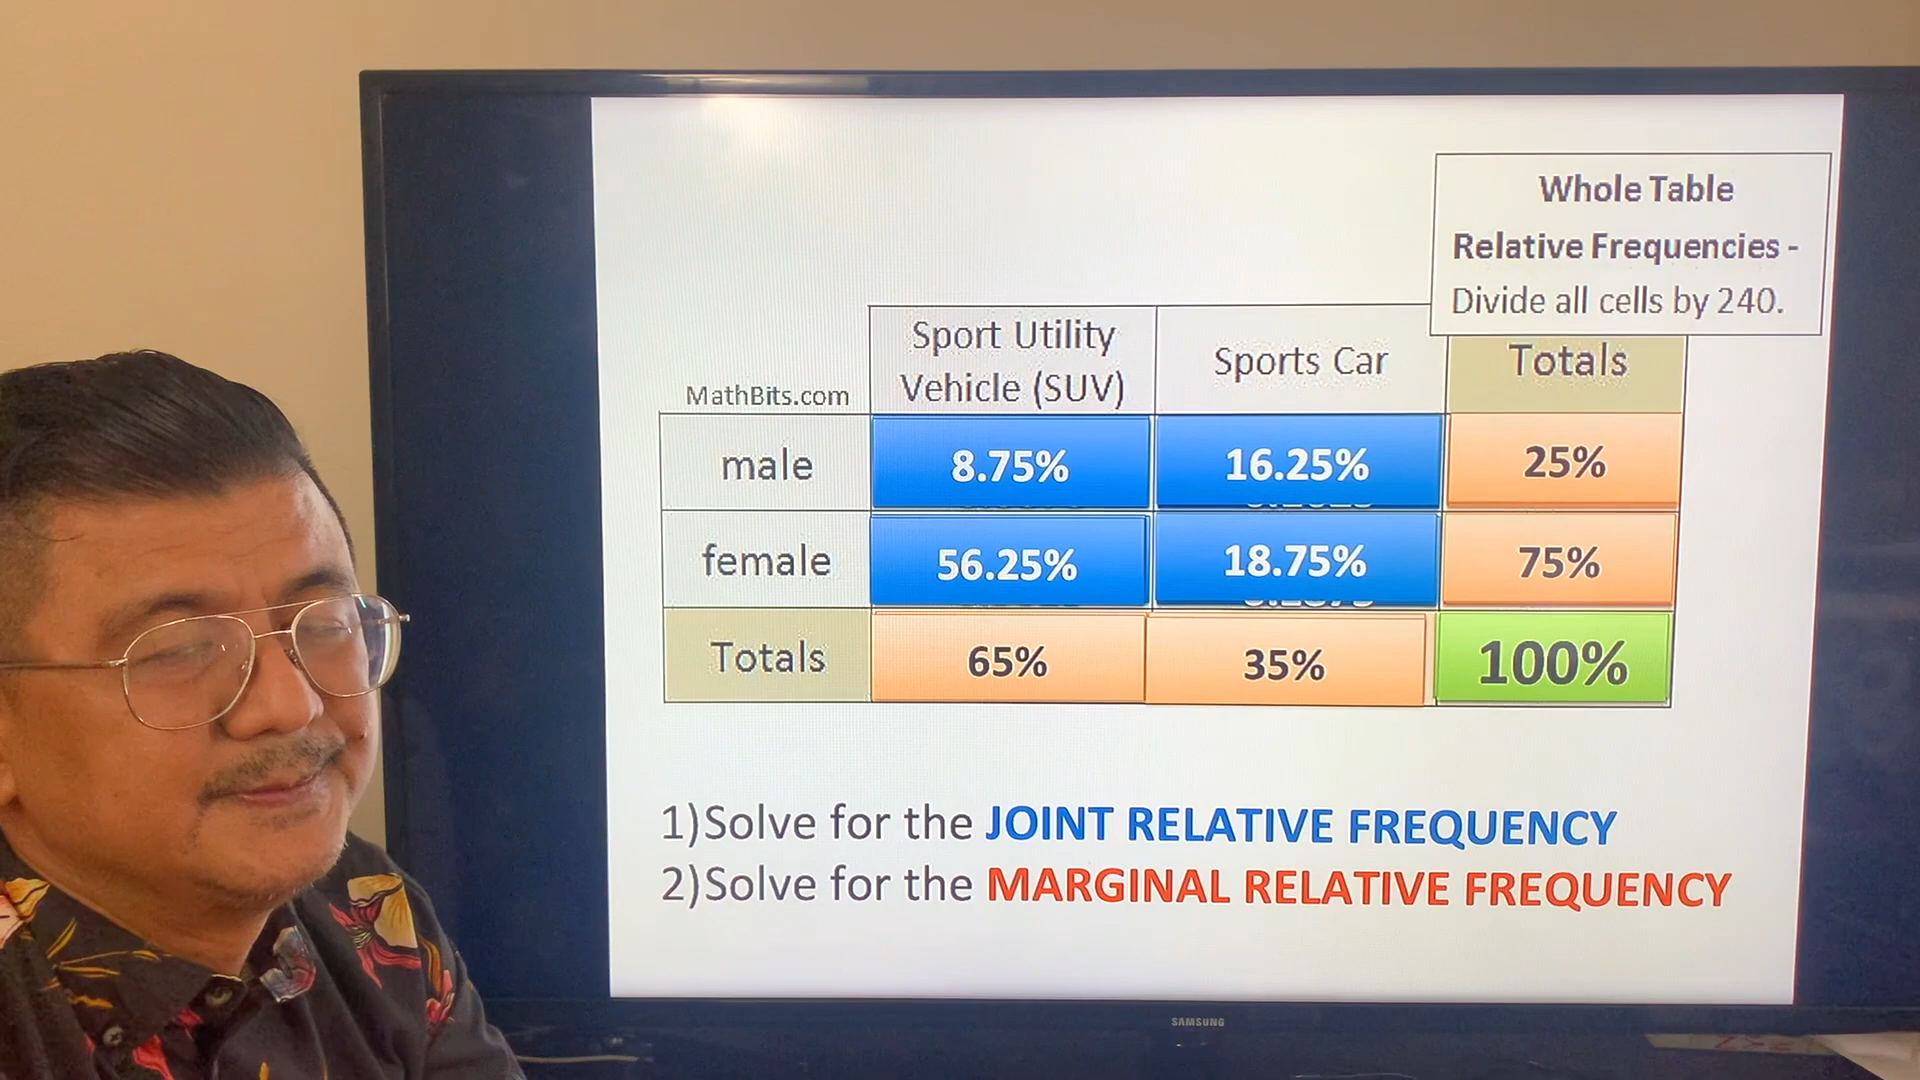 Whole Table
Relative Frequencies -
Divide all cells by 240.
MathBits.com
Sport Utility
Vehicle (SUV)
Sports Car
Totals
male
8.75%
16.25%
25%
female
56.25%
18.75%
75%
Totals
65%
35%
100%
1)Solve for the JOINT RELATIVE FREQUENCY
2)Solve for the MARGINAL RELATIVE FREQUENCY
SAMSUNG